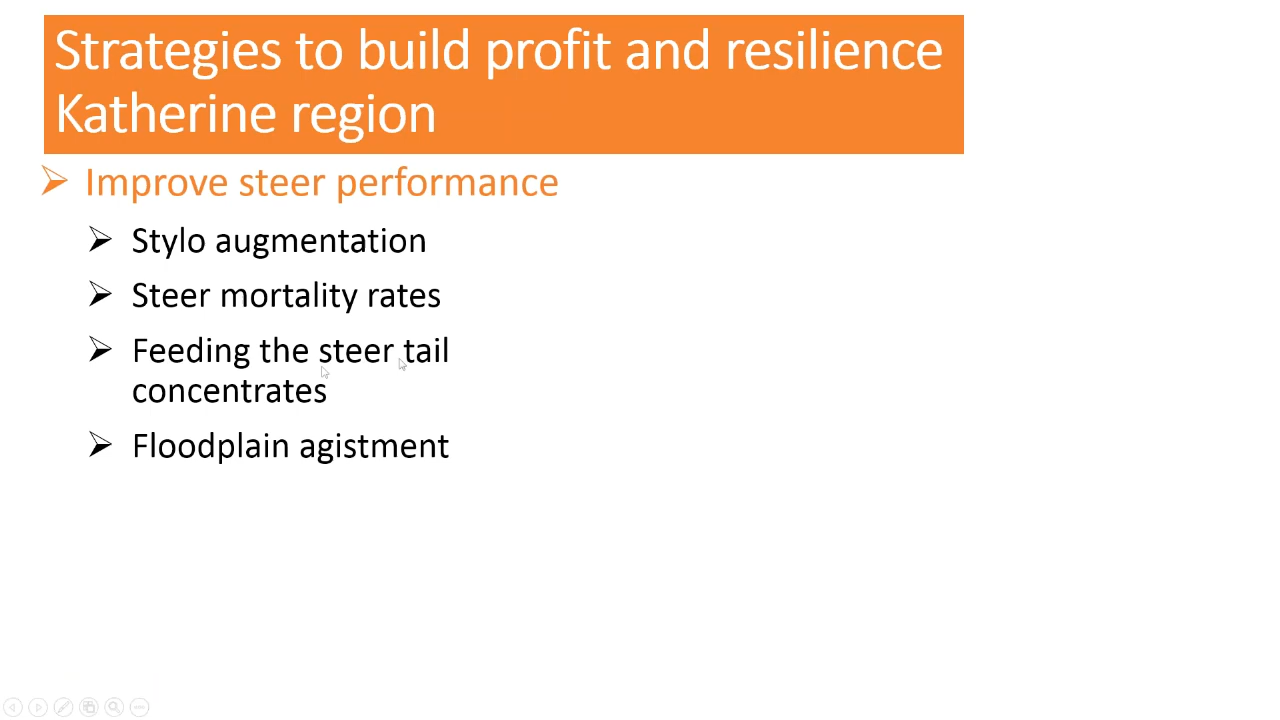 Strategies to build profit and resilience
Katherine region
Improve steer performance
Stylo augmentation
Steer mortality rates
Feeding the steer tail
concentrates
Floodplain agistment